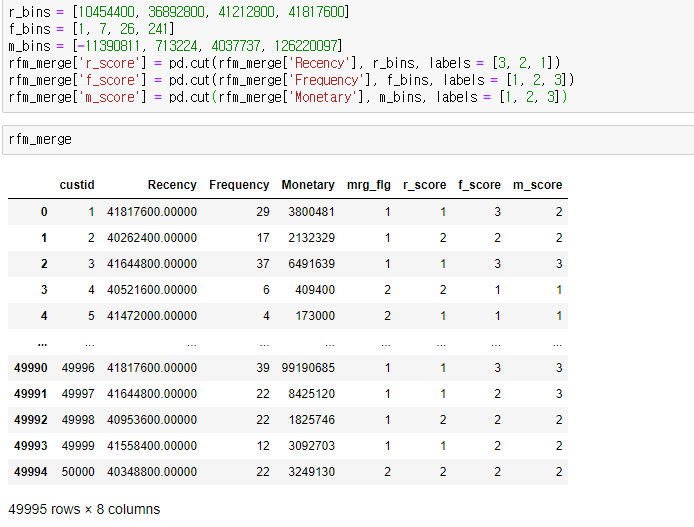 r_bins = [10454400, 36892800, 41212800, 41817600]
f_bins = [1, 7, 26, 241]
m_bins = [-11390811, 713224, 4037737, 126220097]
rfm_merge['r_score'] = pd.cut(rfm_merge['Recency'], r_bins, labels = [3, 2, 1])
rfm_merge['f_score'] = pd.cut(rfm_merge['Frequency'], f_bins, labels = [1, 2, 3])
rfm_merge['m_score'] = pd.cut(rfm_merge['Monetary'], m_bins, labels = [1, 2, 3])
rfm_merge
custid Recency Frequency Monetary mrg_flg r_score f_score m_score
0 1 41817600.00000 29 3800481 1 1 3 2
1 2 40262400.00000 17 2132329 1 2 2 2
2 3 41644800.00000 37 6491639 1 1 3 3
3 4 40521600.00000 6 409400 2 2 1 1
4 5 41472000.00000 4 173000 2 1 1 1
... ... ... ... ... ... ... ... ...
49990 49996 41817600.00000 39 99190685 1 1 3 3
49991 49997 41644800.00000 22 8425120 1 1 2 3
49992 49998 40953600.00000 22 1825746 1 2 2 2
49993 49999 41558400.00000 12 3092703 1 1 2 2
49994 50000 40348800.00000 22 3249130 2 2 2 2
49995 rows × 8 columns